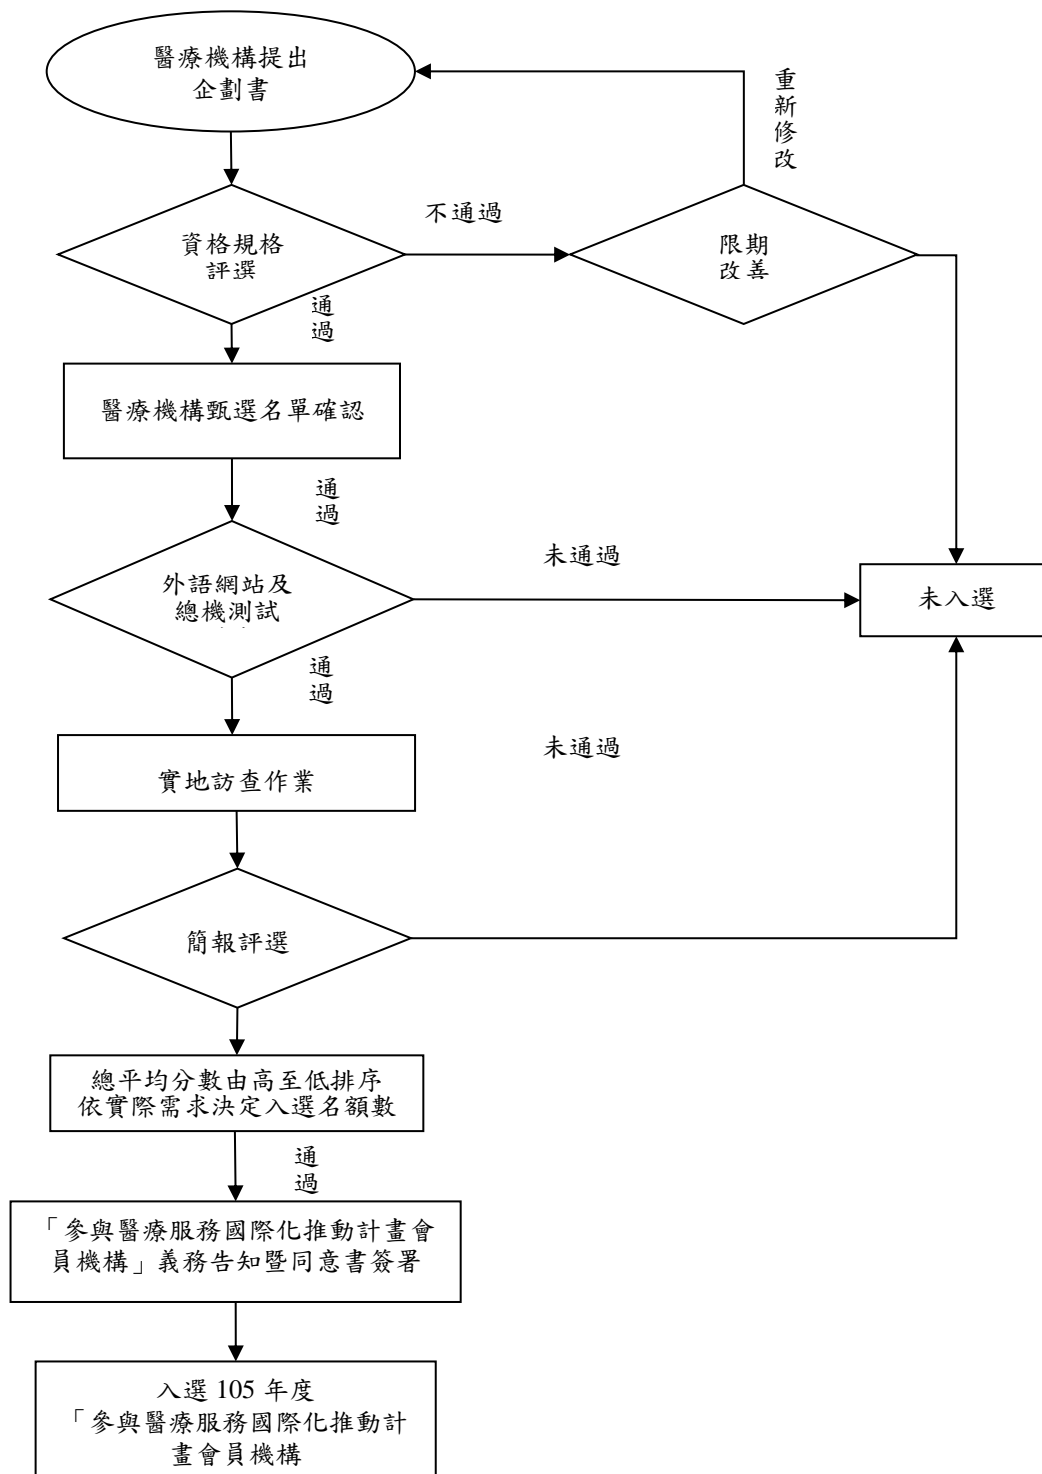 醫療機構提出
企劃書
重新修改
不通過
資格規格
評選
限期
改善
通過
醫療機構甄選名單確認
通過
未通過
外語網站及
總機測試
未入選
通過
未通過
實地訪查作業
簡報評選
總平均分數由高至低排序
依實際需求決定入選名額數
通過
「參與醫療服務國際化推動計畫會
員機構」義務告知暨同意書簽署
入選 105 年度
「參與醫療服務國際化推動計
畫會員機構